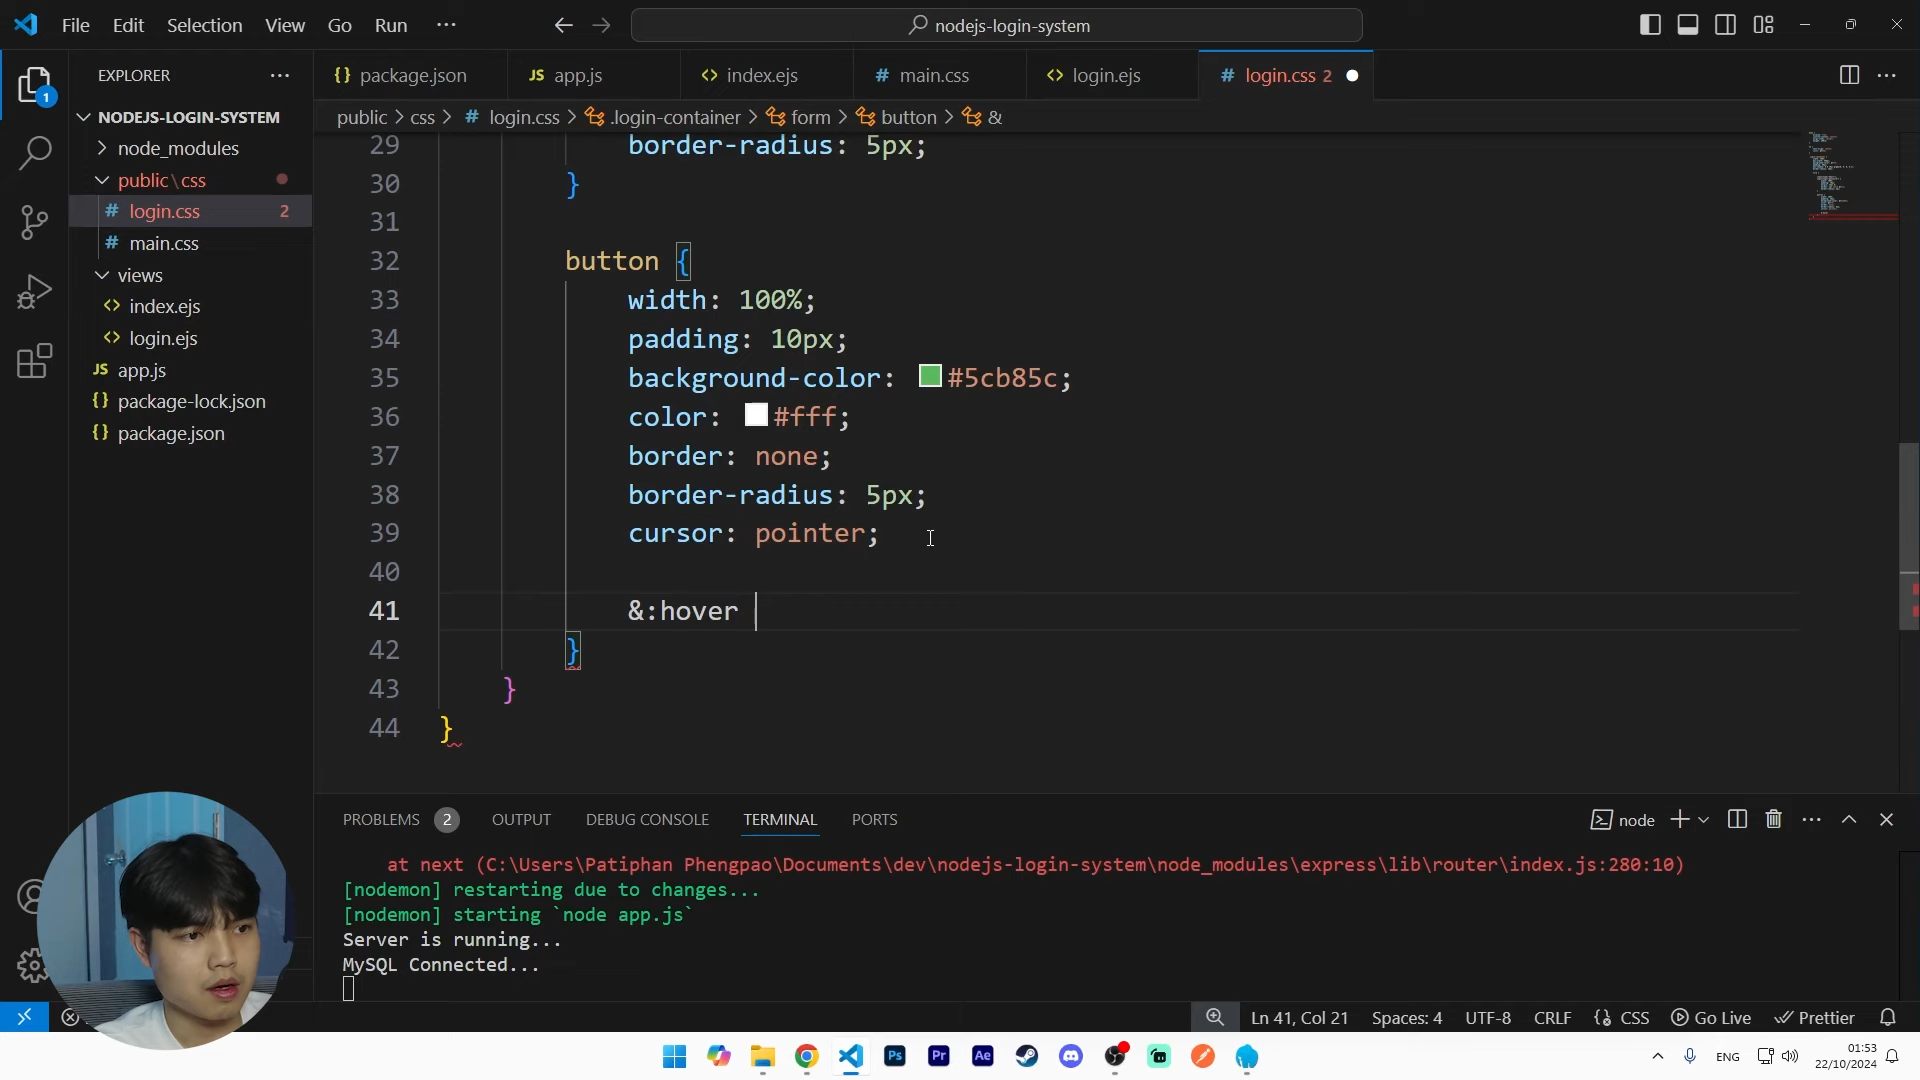 File Edit Selection View Go Run ···
nodejs-login-system
EXPLORER ···
NODEJS-LOGIN-SYSTEM
node_modules
public\css
# login.css 2
# main.css
views
<> index.ejs
<> login.ejs
JS app.js
{} package-lock.json
{} package.json
1
{} package.json
JS app.js
<> index.ejs
# main.css
<> login.ejs
# login.css 2
public > css > # login.css > .login-container > form > button > &
29 border-radius: 5px;
30 }
31
32 button {
33 width: 100%;
34 padding: 10px;
35 background-color: #5cb85c;
36 color: #fff;
37 border: none;
38 border-radius: 5px;
39 cursor: pointer;
40
41 &:hover
42 }
43 }
44 }
PROBLEMS 2 OUTPUT DEBUG CONSOLE TERMINAL PORTS
node
at next (C:\Users\Patiphan Phengpao\Documents\dev\nodejs-login-system\node_modules\express\lib\router\index.js:280:10)
[nodemon] restarting due to changes...
[nodemon] starting `node app.js`
Server is running...
MySQL Connected...
Ln 41, Col 21 Spaces: 4 UTF-8 CRLF {} CSS Go Live Prettier
Ps Pr Ae
ENG
01:53
22/10/2024